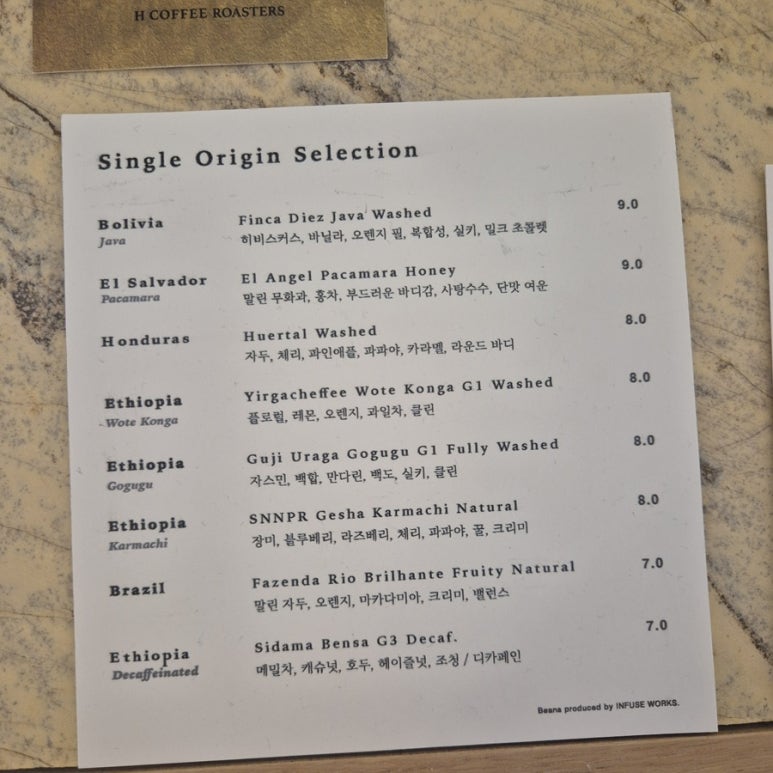 H COFFEE ROASTERS
Single Origin Selection
Bolivia Finca Diez Java Washed 9.0
Java 히비스커스, 바닐라, 오렌지 필, 복합성, 실키, 밀크 초콜렛
El Salvador El Angel Pacamara Honey 9.0
Pacamara 말린 무화과, 홍차, 부드러운 바디감, 사탕수수, 단맛 여운
Honduras Huertal Washed 8.0
자두, 체리, 파인애플, 파파야, 카라멜, 라운드 바디
Ethiopia Yirgacheffee Wote Konga G1 Washed 8.0
Wote Konga 플로럴, 레몬, 오렌지, 과일차, 클린
Ethiopia Guji Uraga Gogugu G1 Fully Washed 8.0
Gogugu 자스민, 백합, 만다린, 백도, 실키, 클린
Ethiopia SNNPR Gesha Karmachi Natural 8.0
Karmachi 장미, 블루베리, 라즈베리, 체리, 파파야, 꿀, 크리미
Brazil Fazenda Rio Brilhante Fruity Natural 7.0
말린 자두, 오렌지, 마카다미아, 크리미, 밸런스
Ethiopia Sidama Bensa G3 Decaf. 7.0
Decaffeinated 메밀차, 캐슈넛, 호두, 헤이즐넛, 조청 / 디카페인
Beans produced by INFUSE WORKS.